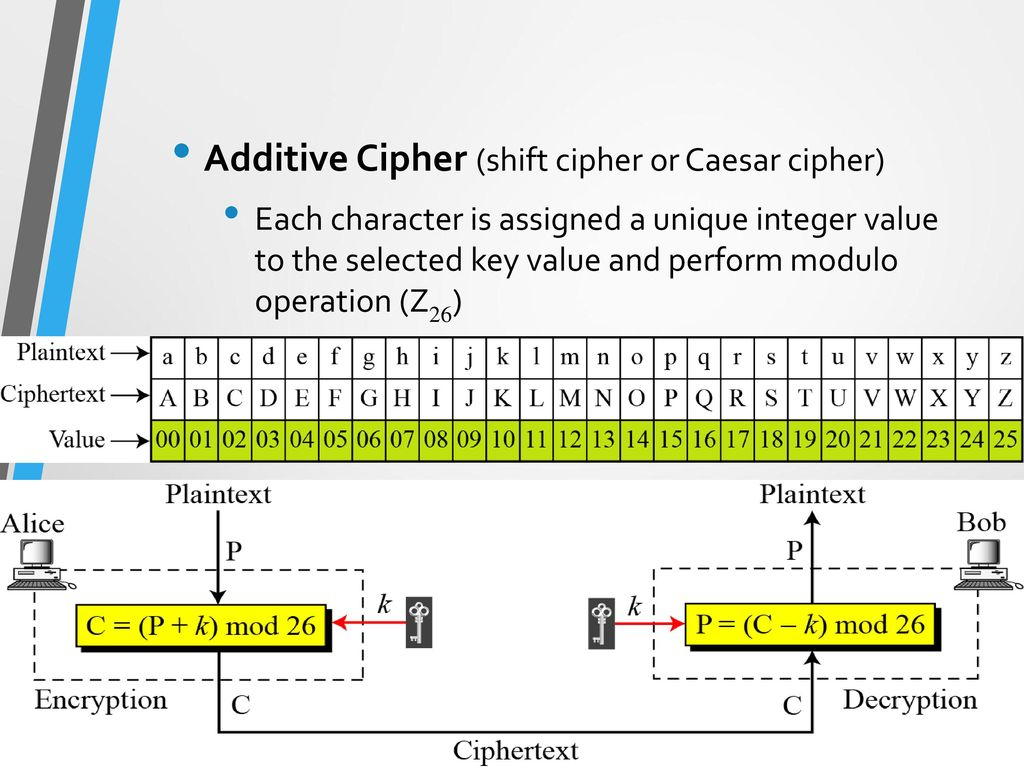 • Additive Cipher (shift cipher or Caesar cipher)
• Each character is assigned a unique integer value
to the selected key value and perform modulo
operation (Z26)
Plaintext a b c d e f g h i j k l m n o p q r s t u v w x y z
Ciphertext A B C D E F G H I J K L M N O P Q R S T U V W X Y Z
Value 00 01 02 03 04 05 06 07 08 09 10 11 12 13 14 15 16 17 18 19 20 21 22 23 24 25
Plaintext Plaintext
Alice Bob
P P
k k
C = (P + k) mod 26 P = (C – k) mod 26
Encryption C C Decryption
Ciphertext